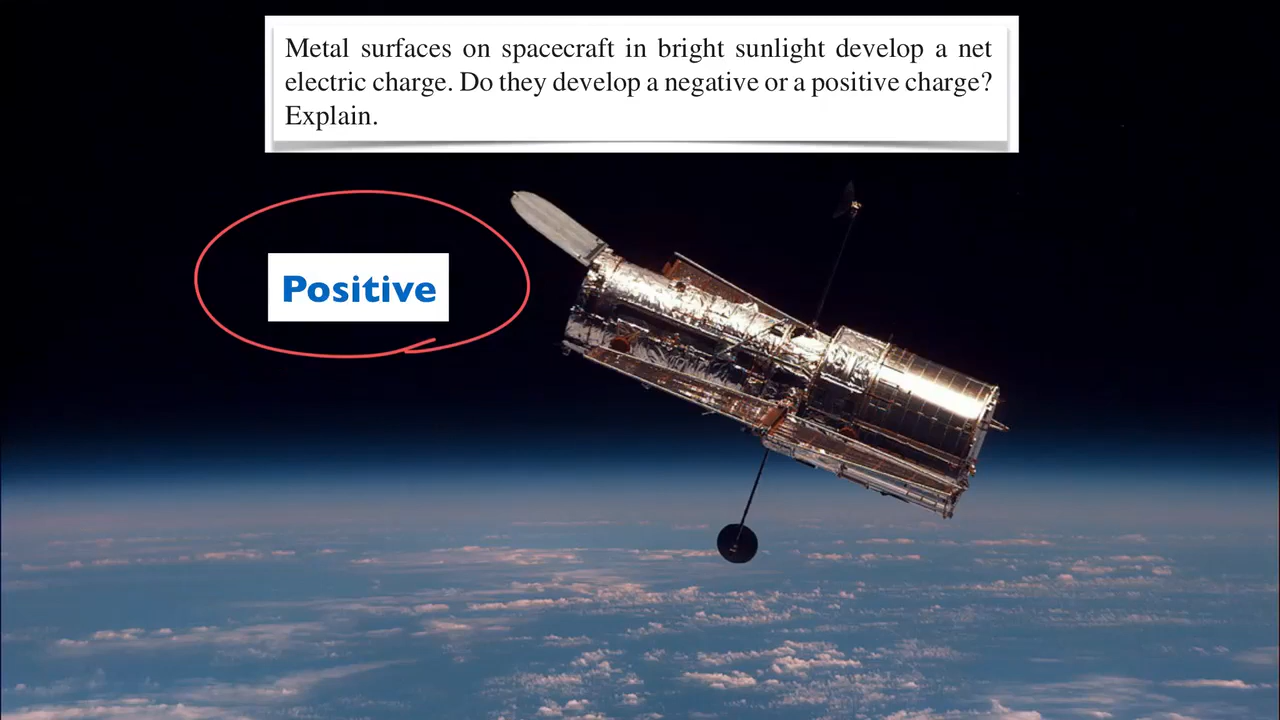 Metal surfaces on spacecraft in bright sunlight develop a net
electric charge. Do they develop a negative or a positive charge?
Explain.
Positive